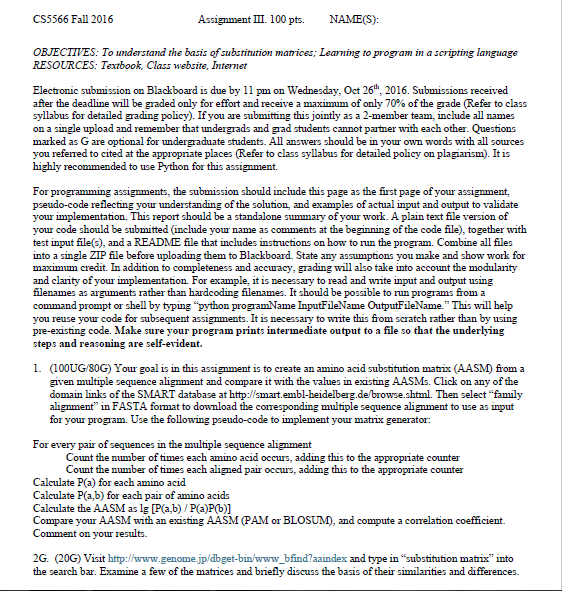 CS5566 Fall 2016 Assignment III. 100 pts. NAME(S):
OBJECTIVES: To understand the basis of substitution matrices; Learning to program in a scripting language
RESOURCES: Textbook, Class website, Internet
Electronic submission on Blackboard is due by 11 pm on Wednesday, Oct 26th, 2016. Submissions received
after the deadline will be graded only for effort and receive a maximum of only 70% of the grade (Refer to class
syllabus for detailed grading policy). If you are submitting this jointly as a 2-member team, include all names
on a single upload and remember that undergrads and grad students cannot partner with each other. Questions
marked as G are optional for undergraduate students. All answers should be in your own words with all sources
you referred to cited at the appropriate places (Refer to class syllabus for detailed policy on plagiarism). It is
highly recommended to use Python for this assignment.
For programming assignments, the submission should include this page as the first page of your assignment,
pseudo-code reflecting your understanding of the solution, and examples of actual input and output to validate
your implementation. This report should be a standalone summary of your work. A plain text file version of
your code should be submitted (include your name as comments at the beginning of the code file), together with
test input file(s), and a README file that includes instructions on how to run the program. Combine all files
into a single ZIP file before uploading them to Blackboard. State any assumptions you make and show work for
maximum credit. In addition to completeness and accuracy, grading will also take into account the modularity
and clarity of your implementation. For example, it is necessary to read and write input and output using
filenames as arguments rather than hardcoding filenames. It should be possible to run programs from a
command prompt or shell by typing "python programName InputFileName OutputFileName." This will help
you reuse your code for subsequent assignments. It is necessary to write this from scratch rather than by using
pre-existing code. Make sure your program prints intermediate output to a file so that the underlying
steps and reasoning are self-evident.
1. (100UG/80G) Your goal is in this assignment is to create an amino acid substitution matrix (AASM) from a
given multiple sequence alignment and compare it with the values in existing AASMs. Click on any of the
domain links of the SMART database at http://smart.embl-heidelberg.de/browse.shtml. Then select "family
alignment" in FASTA format to download the corresponding multiple sequence alignment to use as input
for your program. Use the following pseudo-code to implement your matrix generator:
For every pair of sequences in the multiple sequence alignment
Count the number of times each amino acid occurs, adding this to the appropriate counter
Count the number of times each aligned pair occurs, adding this to the appropriate counter
Calculate P(a) for each amino acid
Calculate P(a,b) for each pair of amino acids
Calculate the AASM as lg [P(a,b) / P(a)P(b)]
Compare your AASM with an existing AASM (PAM or BLOSUM), and compute a correlation coefficient.
Comment on your results.
2G. (20G) Visit http://www.genome.jp/dbget-bin/www_bfind?aaindex and type in "substitution matrix" into
the search bar. Examine a few of the matrices and briefly discuss the basis of their similarities and differences.